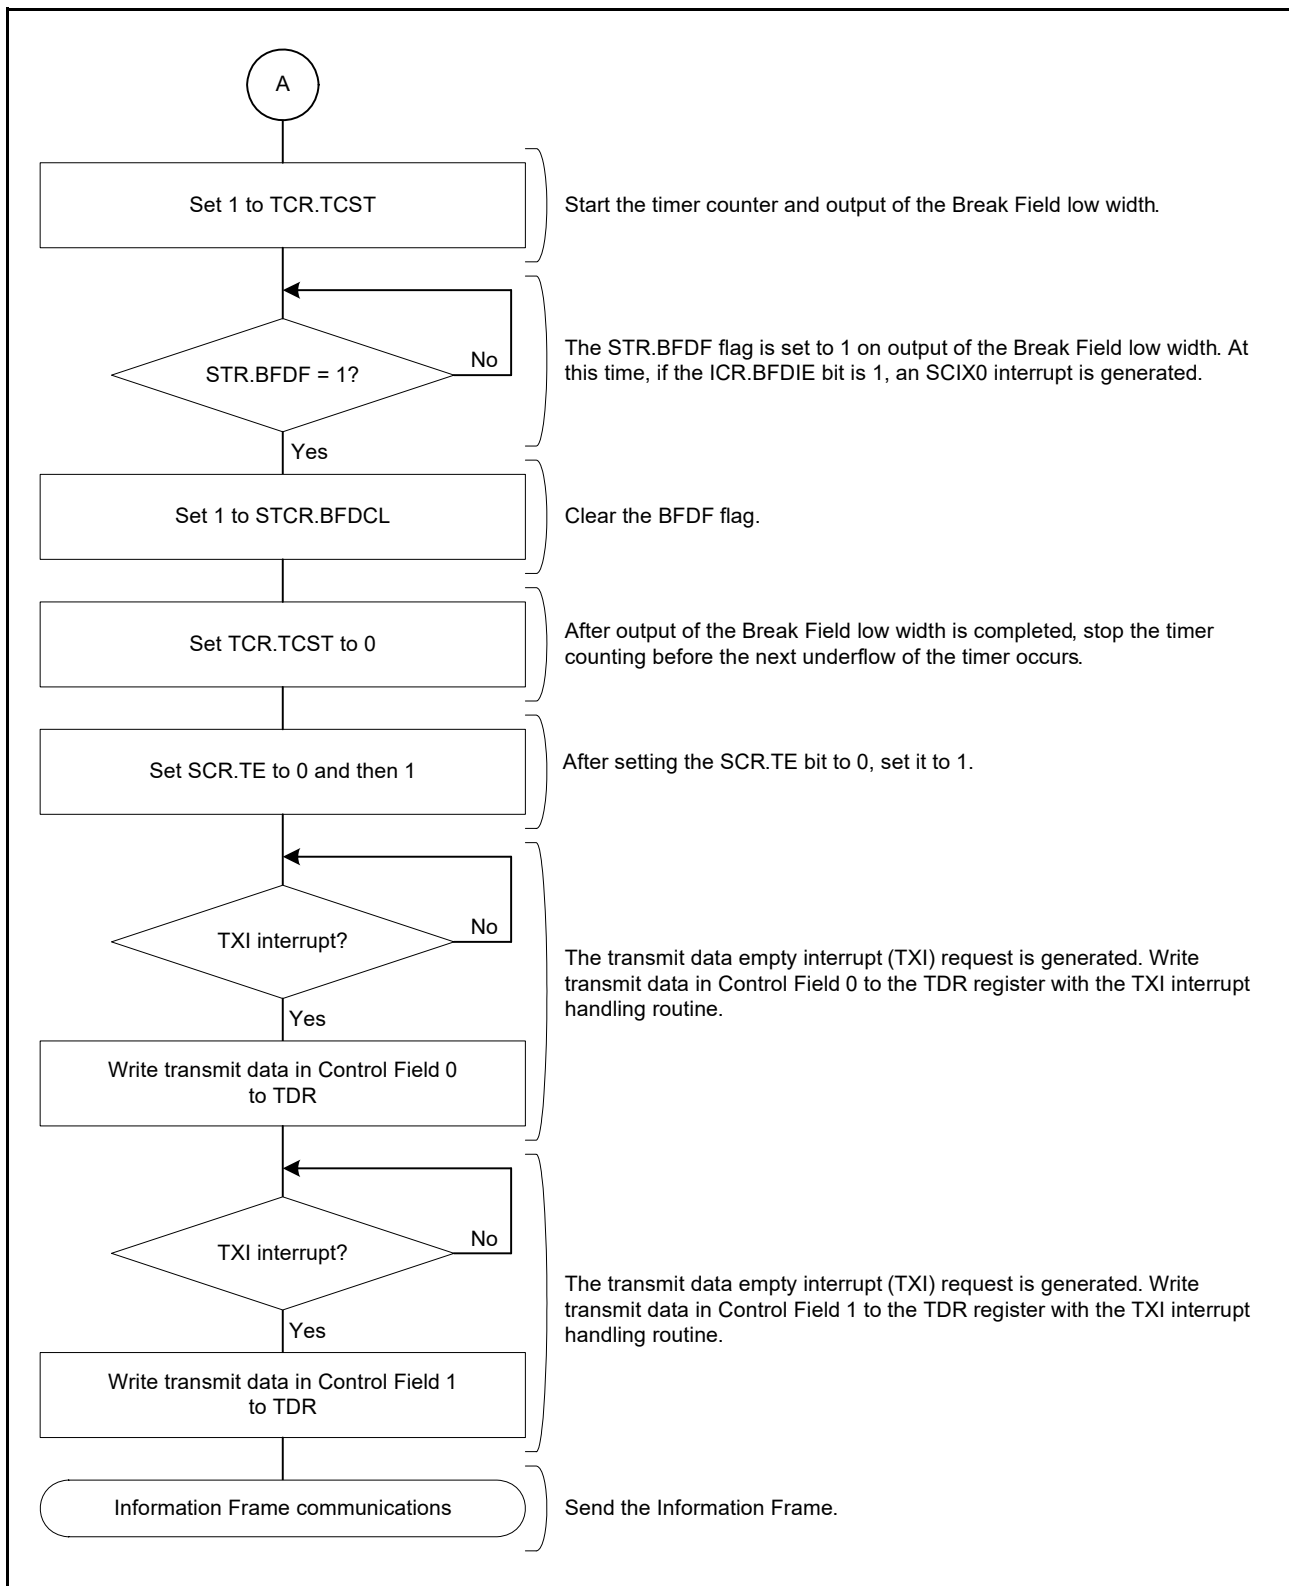 A
Set 1 to TCR.TCST
Start the timer counter and output of the Break Field low width.
STR.BFDF = 1?
No
The STR.BFDF flag is set to 1 on output of the Break Field low width. At
this time, if the ICR.BFDIE bit is 1, an SCIX0 interrupt is generated.
Yes
Set 1 to STCR.BFDCL
Clear the BFDF flag.
Set TCR.TCST to 0
After output of the Break Field low width is completed, stop the timer
counting before the next underflow of the timer occurs.
Set SCR.TE to 0 and then 1
After setting the SCR.TE bit to 0, set it to 1.
TXI interrupt?
No
The transmit data empty interrupt (TXI) request is generated. Write
transmit data in Control Field 0 to the TDR register with the TXI interrupt
handling routine.
Yes
Write transmit data in Control Field 0
to TDR
TXI interrupt?
No
The transmit data empty interrupt (TXI) request is generated. Write
transmit data in Control Field 1 to the TDR register with the TXI interrupt
handling routine.
Yes
Write transmit data in Control Field 1
to TDR
Information Frame communications
Send the Information Frame.